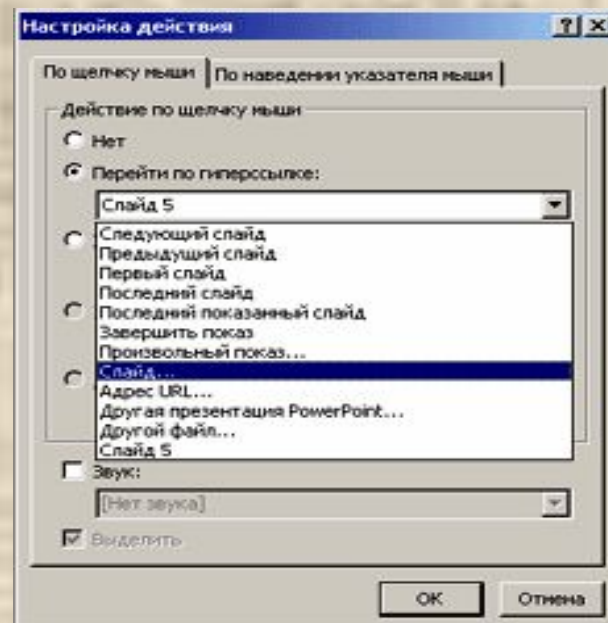 Настройка действия
По щелчку мыши
По наведении указателя мыши
Действие по щелчку мыши
Нет
Перейти по гиперссылке:
Слайд 5
Следующий слайд
Предыдущий слайд
Первый слайд
Последний слайд
Последний показанный слайд
Завершить показ
Произвольный показ...
Слайд...
Адрес URL...
Другая презентация PowerPoint...
Другой файл...
Слайд 5
Звук:
[Нет звука]
Выделить
ОК
Отмена